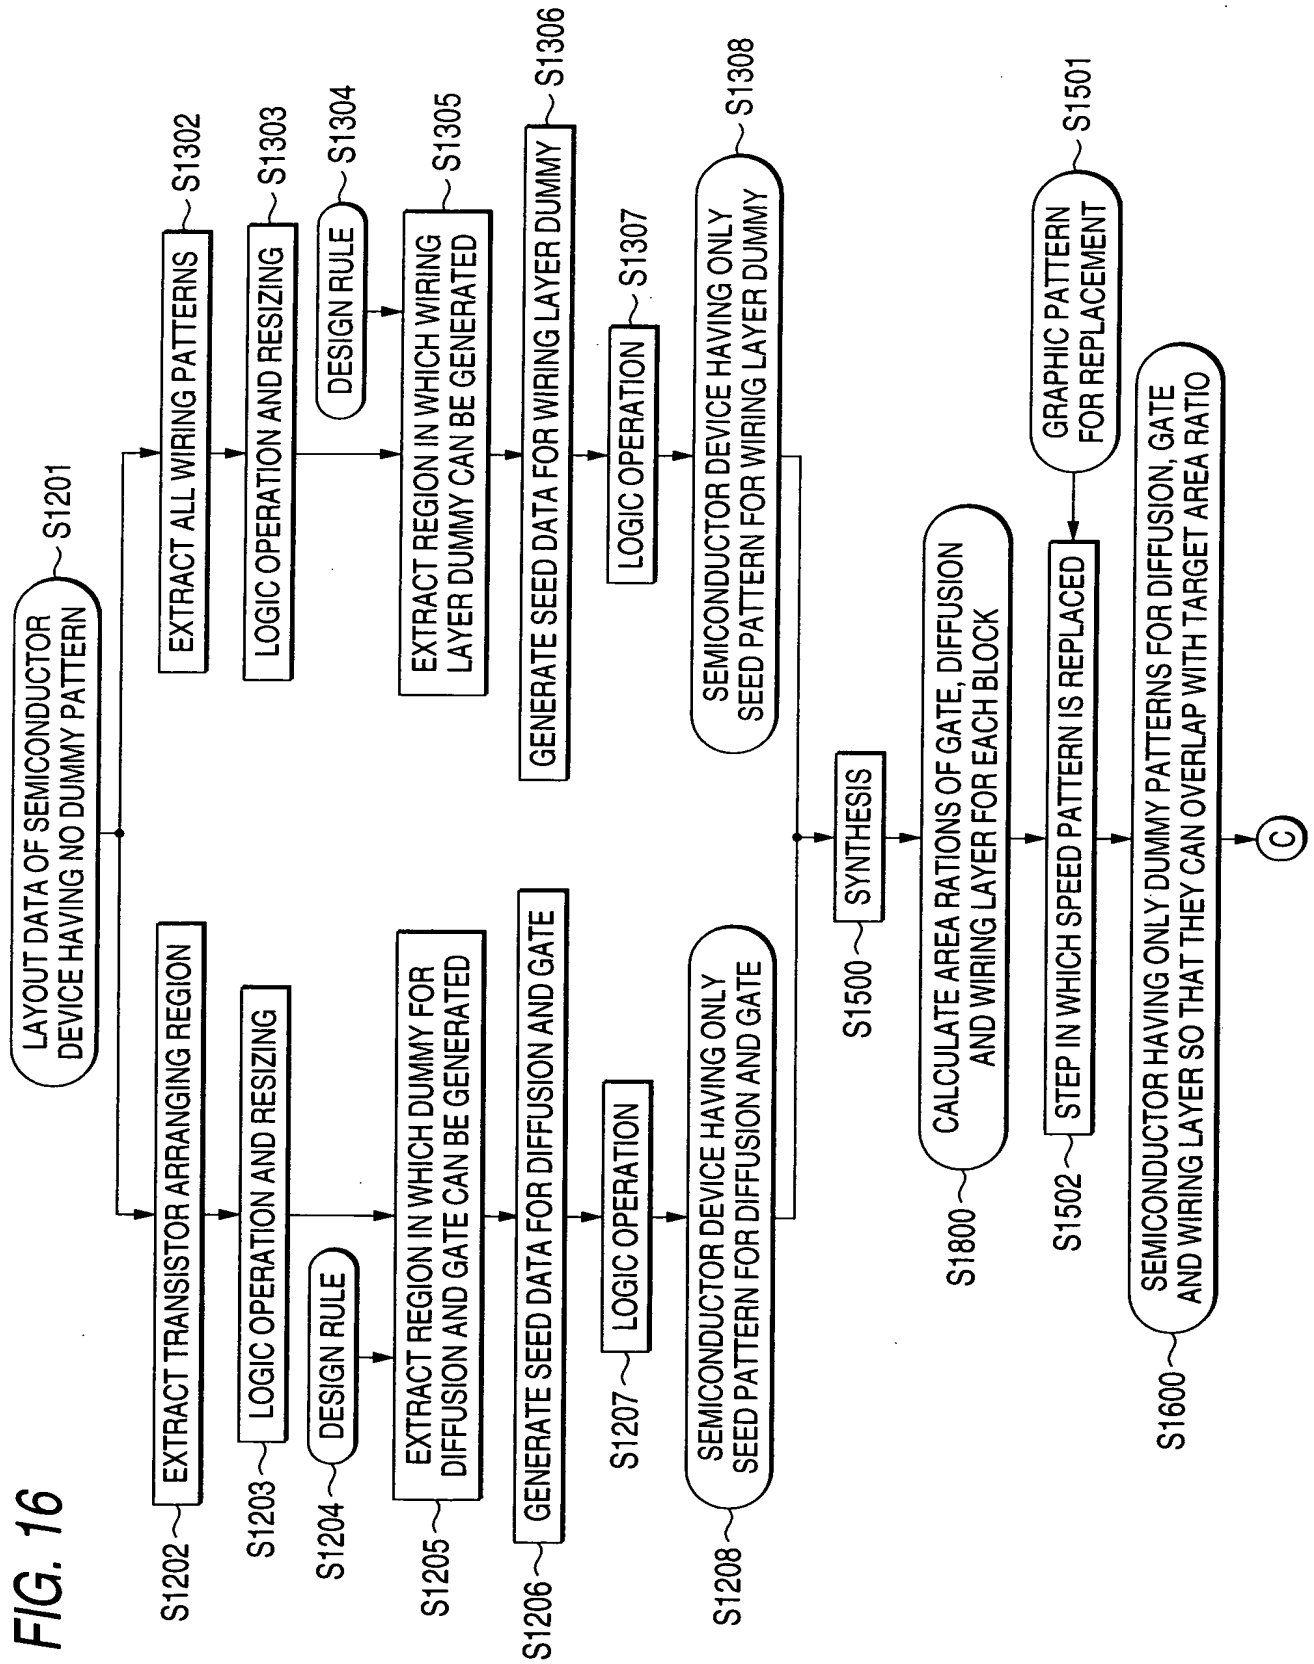 FIG. 16
LAYOUT DATA OF SEMICONDUCTOR
DEVICE HAVING NO DUMMY PATTERN
S1201
S1202
EXTRACT TRANSISTOR ARRANGING REGION
S1203
LOGIC OPERATION AND RESIZING
S1204
DESIGN RULE
S1205
EXTRACT REGION IN WHICH DUMMY FOR
DIFFUSION AND GATE CAN BE GENERATED
S1206
GENERATE SEED DATA FOR DIFFUSION AND GATE
S1207
LOGIC OPERATION
S1208
SEMICONDUCTOR DEVICE HAVING ONLY
SEED PATTERN FOR DIFFUSION AND GATE
EXTRACT ALL WIRING PATTERNS
S1302
LOGIC OPERATION AND RESIZING
S1303
DESIGN RULE
S1304
EXTRACT REGION IN WHICH WIRING
LAYER DUMMY CAN BE GENERATED
S1305
GENERATE SEED DATA FOR WIRING LAYER DUMMY
S1306
LOGIC OPERATION
S1307
SEMICONDUCTOR DEVICE HAVING ONLY
SEED PATTERN FOR WIRING LAYER DUMMY
S1308
S1500
SYNTHESIS
S1800
CALCULATE AREA RATIONS OF GATE, DIFFUSION
AND WIRING LAYER FOR EACH BLOCK
S1502
STEP IN WHICH SPEED PATTERN IS REPLACED
GRAPHIC PATTERN
FOR REPLACEMENT
S1501
S1600
SEMICONDUCTOR HAVING ONLY DUMMY PATTERNS FOR DIFFUSION, GATE
AND WIRING LAYER SO THAT THEY CAN OVERLAP WITH TARGET AREA RATIO
C